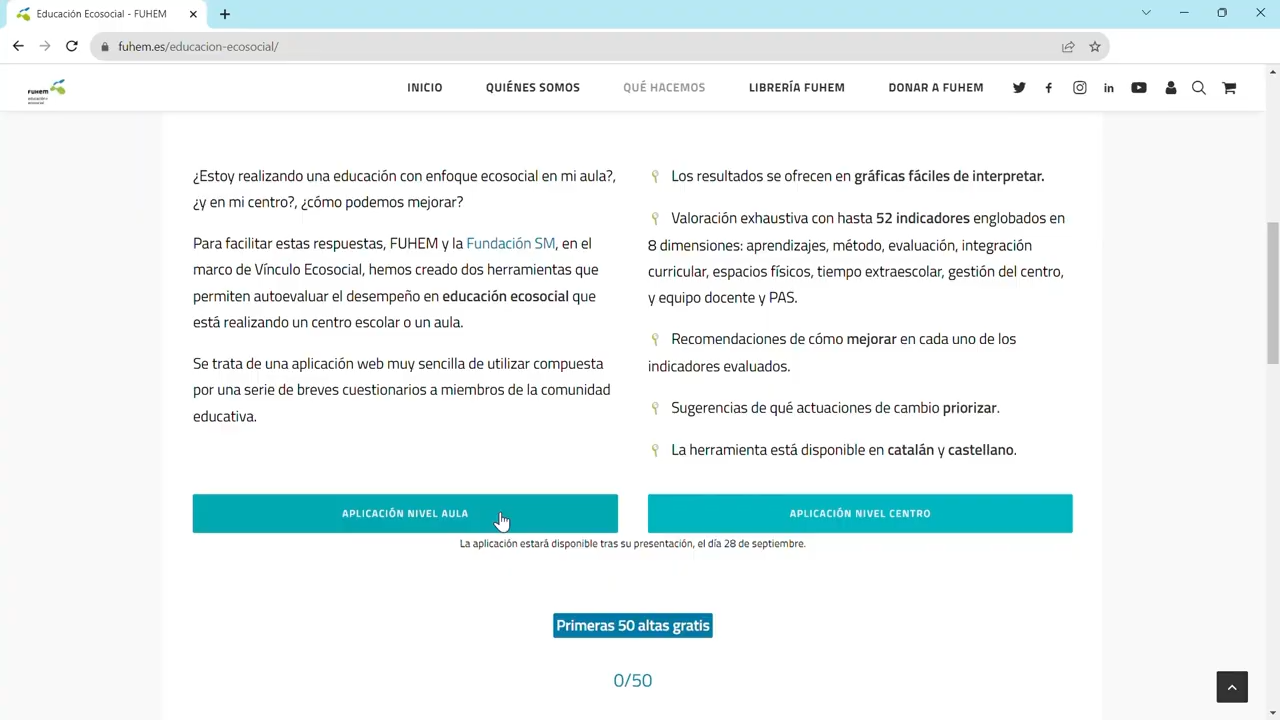 Educación Ecosocial - FUHEM
fuhem.es/educacion-ecosocial/
FUHEM
INICIO
QUIÉNES SOMOS
QUÉ HACEMOS
LIBRERÍA FUHEM
DONAR A FUHEM
¿Estoy realizando una educación con enfoque ecosocial en mi aula?,
¿y en mi centro?, ¿cómo podemos mejorar?
Para facilitar estas respuestas, FUHEM y la Fundación SM, en el
marco de Vínculo Ecosocial, hemos creado dos herramientas que
permiten autoevaluar el desempeño en educación ecosocial que
está realizando un centro escolar o un aula.
Se trata de una aplicación web muy sencilla de utilizar compuesta
por una serie de breves cuestionarios a miembros de la comunidad
educativa.
Los resultados se ofrecen en gráficas fáciles de interpretar.
Valoración exhaustiva con hasta 52 indicadores englobados en
8 dimensiones: aprendizajes, método, evaluación, integración
curricular, espacios físicos, tiempo extraescolar, gestión del centro,
y equipo docente y PAS.
Recomendaciones de cómo mejorar en cada uno de los
indicadores evaluados.
Sugerencias de qué actuaciones de cambio priorizar.
La herramienta está disponible en catalán y castellano.
APLICACIÓN NIVEL AULA
APLICACIÓN NIVEL CENTRO
La aplicación estará disponible tras su presentación, el día 28 de septiembre.
Primeras 50 altas gratis
0/50